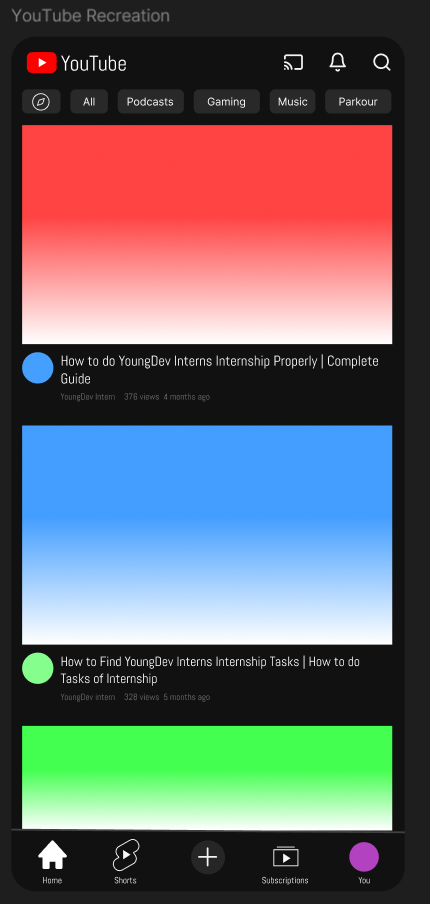 YouTube Recreation
YouTube
All Podcasts Gaming Music Parkour
How to do YoungDev Interns Internship Properly | Complete
Guide
YoungDev Intern 376 views 4 months ago
How to Find YoungDev Interns Internship Tasks | How to do
Tasks of Internship
YoungDev intern 328 views 5 months ago
Home Shorts Subscriptions You